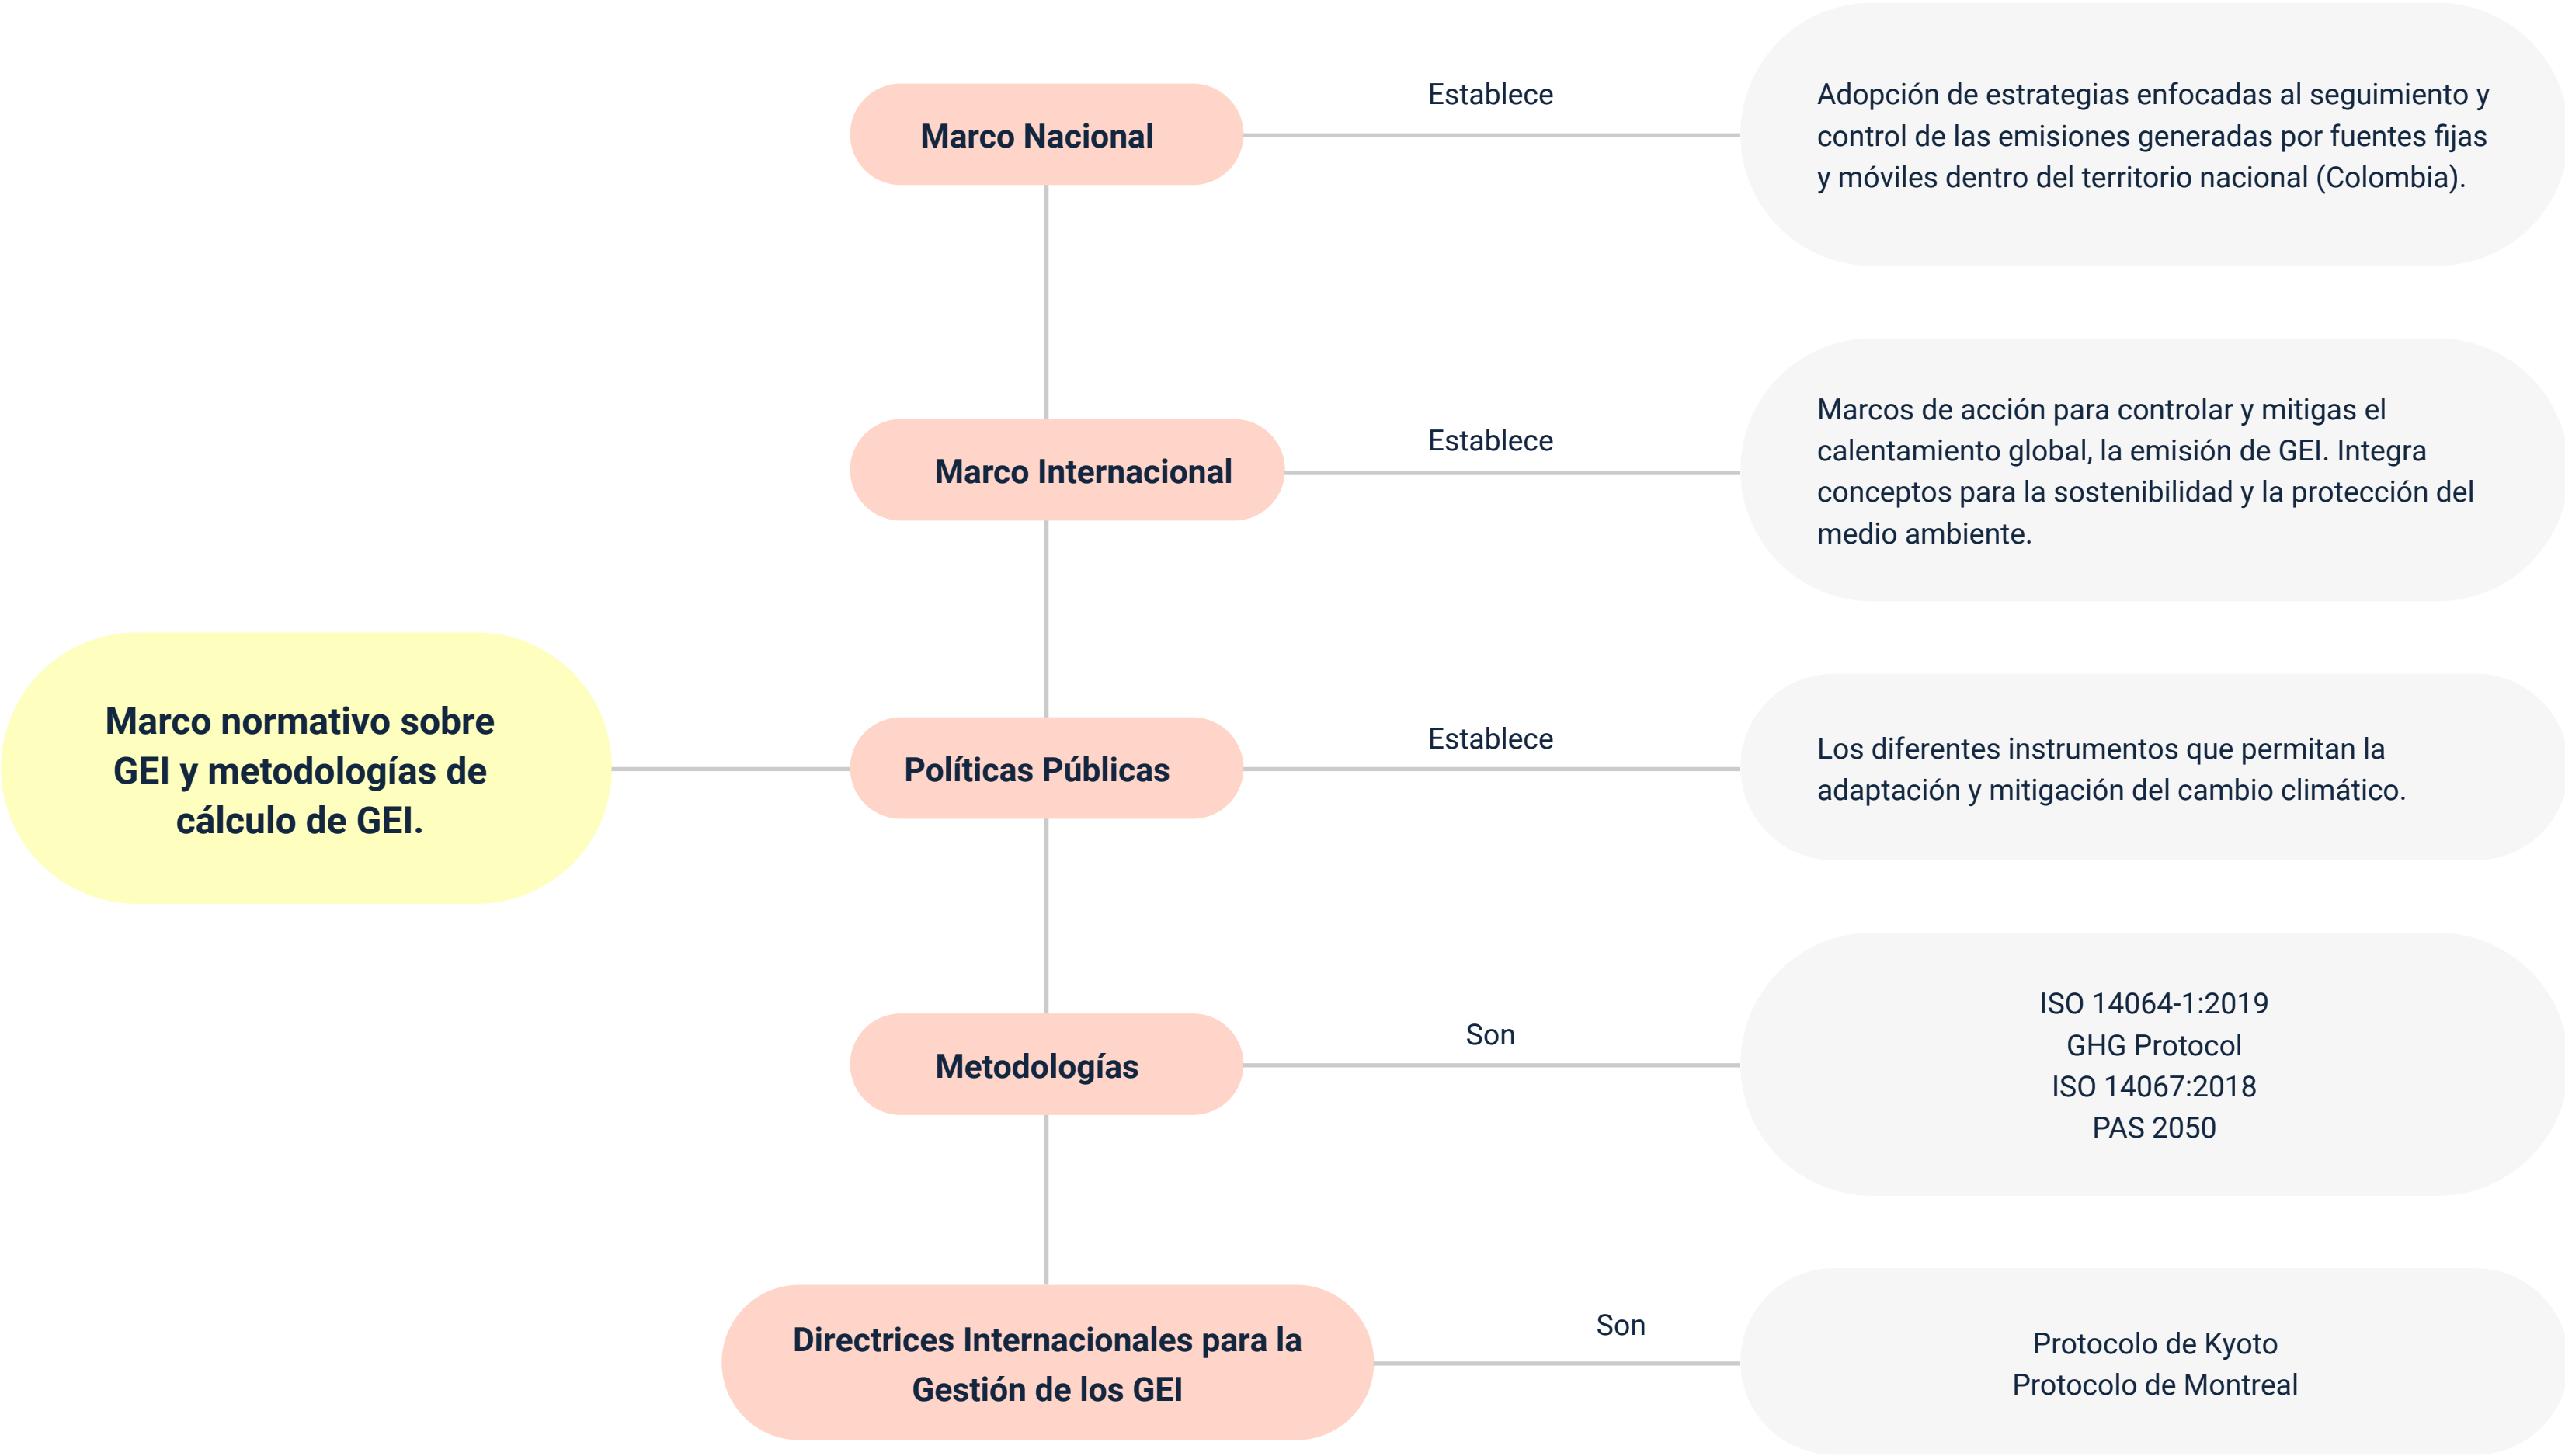 Marco Nacional
Establece
Adopción de estrategias enfocadas al seguimiento y
control de las emisiones generadas por fuentes fijas
y móviles dentro del territorio nacional (Colombia).
Marco Internacional
Establece
Marcos de acción para controlar y mitigas el
calentamiento global, la emisión de GEI. Integra
conceptos para la sostenibilidad y la protección del
medio ambiente.
Marco normativo sobre
GEI y metodologías de
cálculo de GEI.
Políticas Públicas
Establece
Los diferentes instrumentos que permitan la
adaptación y mitigación del cambio climático.
Metodologías
Son
ISO 14064-1:2019
GHG Protocol
ISO 14067:2018
PAS 2050
Directrices Internacionales para la
Gestión de los GEI
Son
Protocolo de Kyoto
Protocolo de Montreal